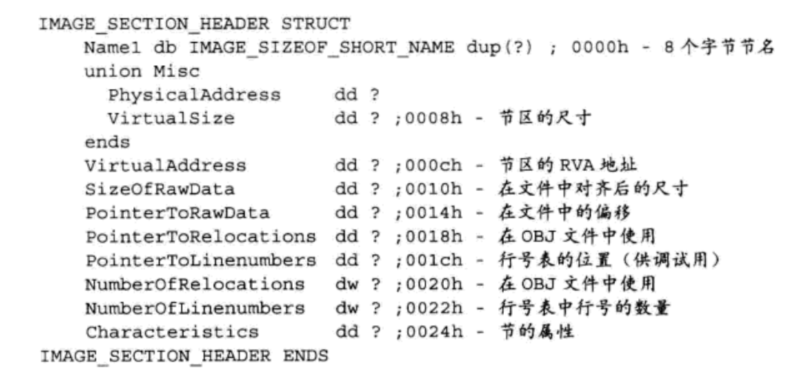 IMAGE_SECTION_HEADER STRUCT
Name1 db IMAGE_SIZEOF_SHORT_NAME dup(?) ; 0000h - 8个字节节名
union Misc
PhysicalAddress dd ?
VirtualSize dd ? ;0008h - 节区的尺寸
ends
VirtualAddress dd ? ;000ch - 节区的 RVA 地址
SizeOfRawData dd ? ;0010h - 在文件中对齐后的尺寸
PointerToRawData dd ? ;0014h - 在文件中的偏移
PointerToRelocations dd ? ;0018h - 在 OBJ 文件中使用
PointerToLinenumbers dd ? ;001ch - 行号表的位置（供调试用）
NumberOfRelocations dw ? ;0020h - 在 OBJ 文件中使用
NumberOfLinenumbers dw ? ;0022h - 行号表中行号的数量
Characteristics dd ? ;0024h - 节的属性
IMAGE_SECTION_HEADER ENDS